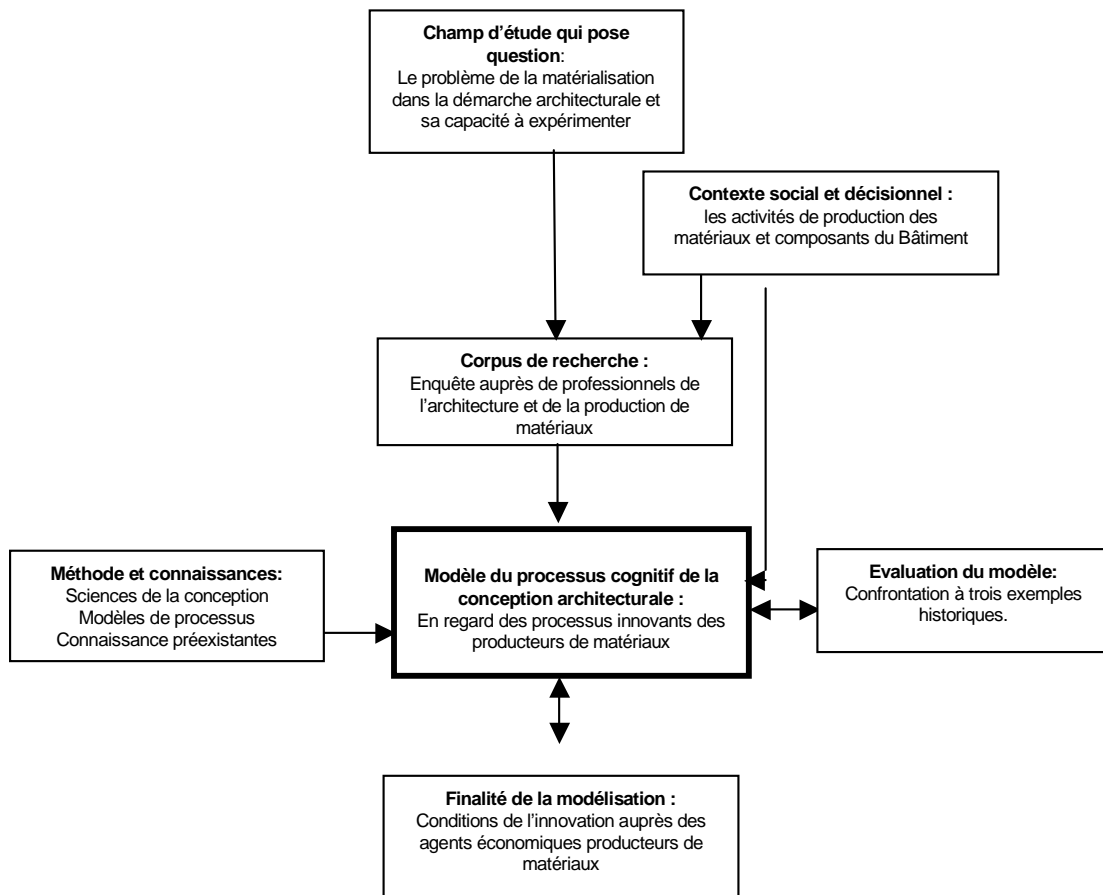 Champ d’étude qui pose
question:
Le problème de la matérialisation
dans la démarche architecturale et
sa capacité à expérimenter
Contexte social et décisionnel :
les activités de production des
matériaux et composants du Bâtiment
Corpus de recherche :
Enquête auprès de professionnels de
l’architecture et de la production de
matériaux
Méthode et connaissances:
Sciences de la conception
Modèles de processus
Connaissance préexistantes
Modèle du processus cognitif de la
conception architecturale :
En regard des processus innovants des
producteurs de matériaux
Evaluation du modèle:
Confrontation à trois exemples
historiques.
Finalité de la modélisation :
Conditions de l’innovation auprès des
agents économiques producteurs de
matériaux